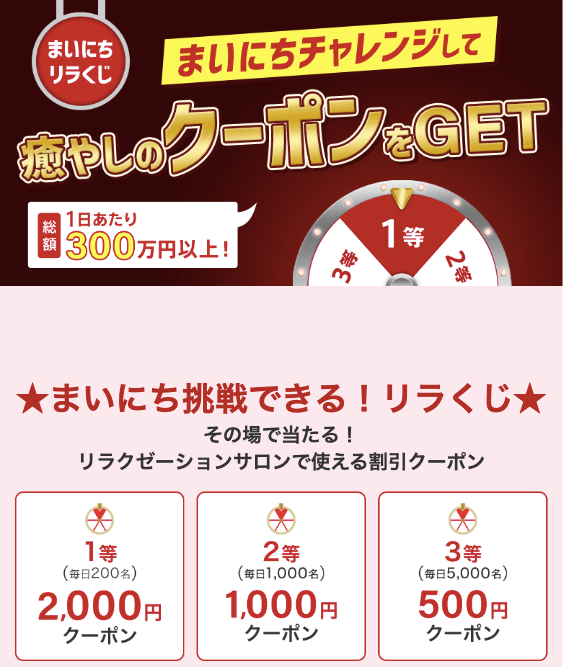 まいにち
リラくじ
まいにちチャレンジして
癒やしのクーポンをGET
総額
1日あたり
300万円以上！
1等
2等
3等
★まいにち挑戦できる！リラくじ★
その場で当たる！
リラクゼーションサロンで使える割引クーポン
1等
（毎日200名）
2,000円
クーポン
2等
（毎日1,000名）
1,000円
クーポン
3等
（毎日5,000名）
500円
クーポン